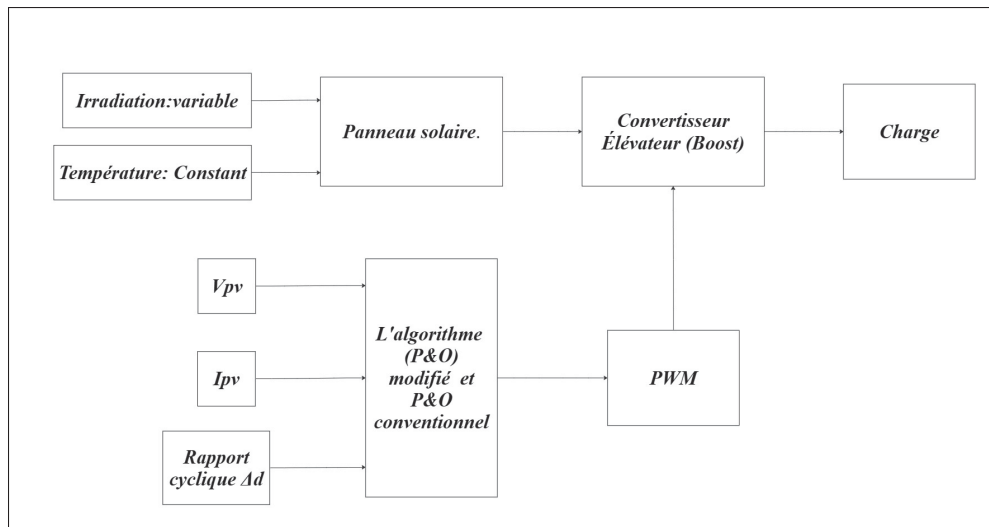 Irradiation:variable
Température: Constant
Panneau solaire.
Convertisseur
Élévateur (Boost)
Charge
Vpv
Ipv
Rapport
cyclique Δd
L'algorithme
(P&O)
modifié et
P&O
conventionnel
PWM